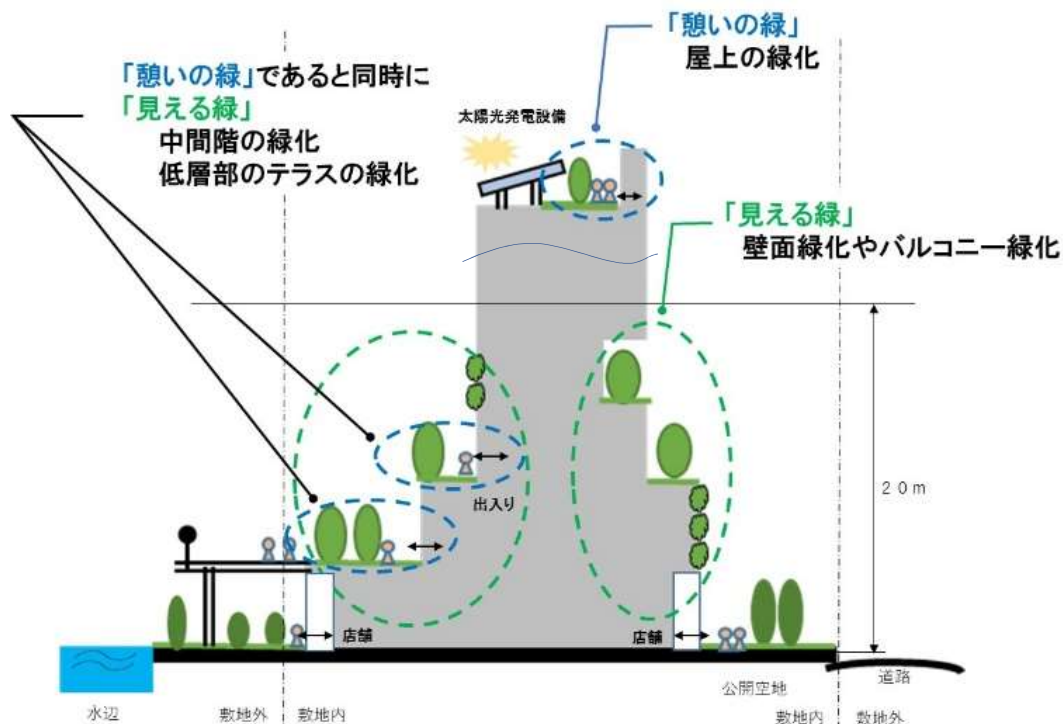 「憩いの緑」
屋上の緑化
「憩いの緑」であると同時に
「見える緑」
中間階の緑化
低層部のテラスの緑化
太陽光発電設備
「見える緑」
壁面緑化やバルコニー緑化
20m
出入り
店舗
店舗
公開空地
道路
水辺
敷地外
敷地内
敷地内
敷地外